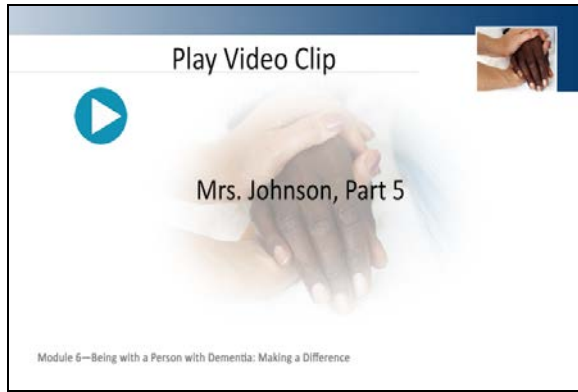 Play Video Clip
Mrs. Johnson, Part 5
Module 6—Being with a Person with Dementia: Making a Difference